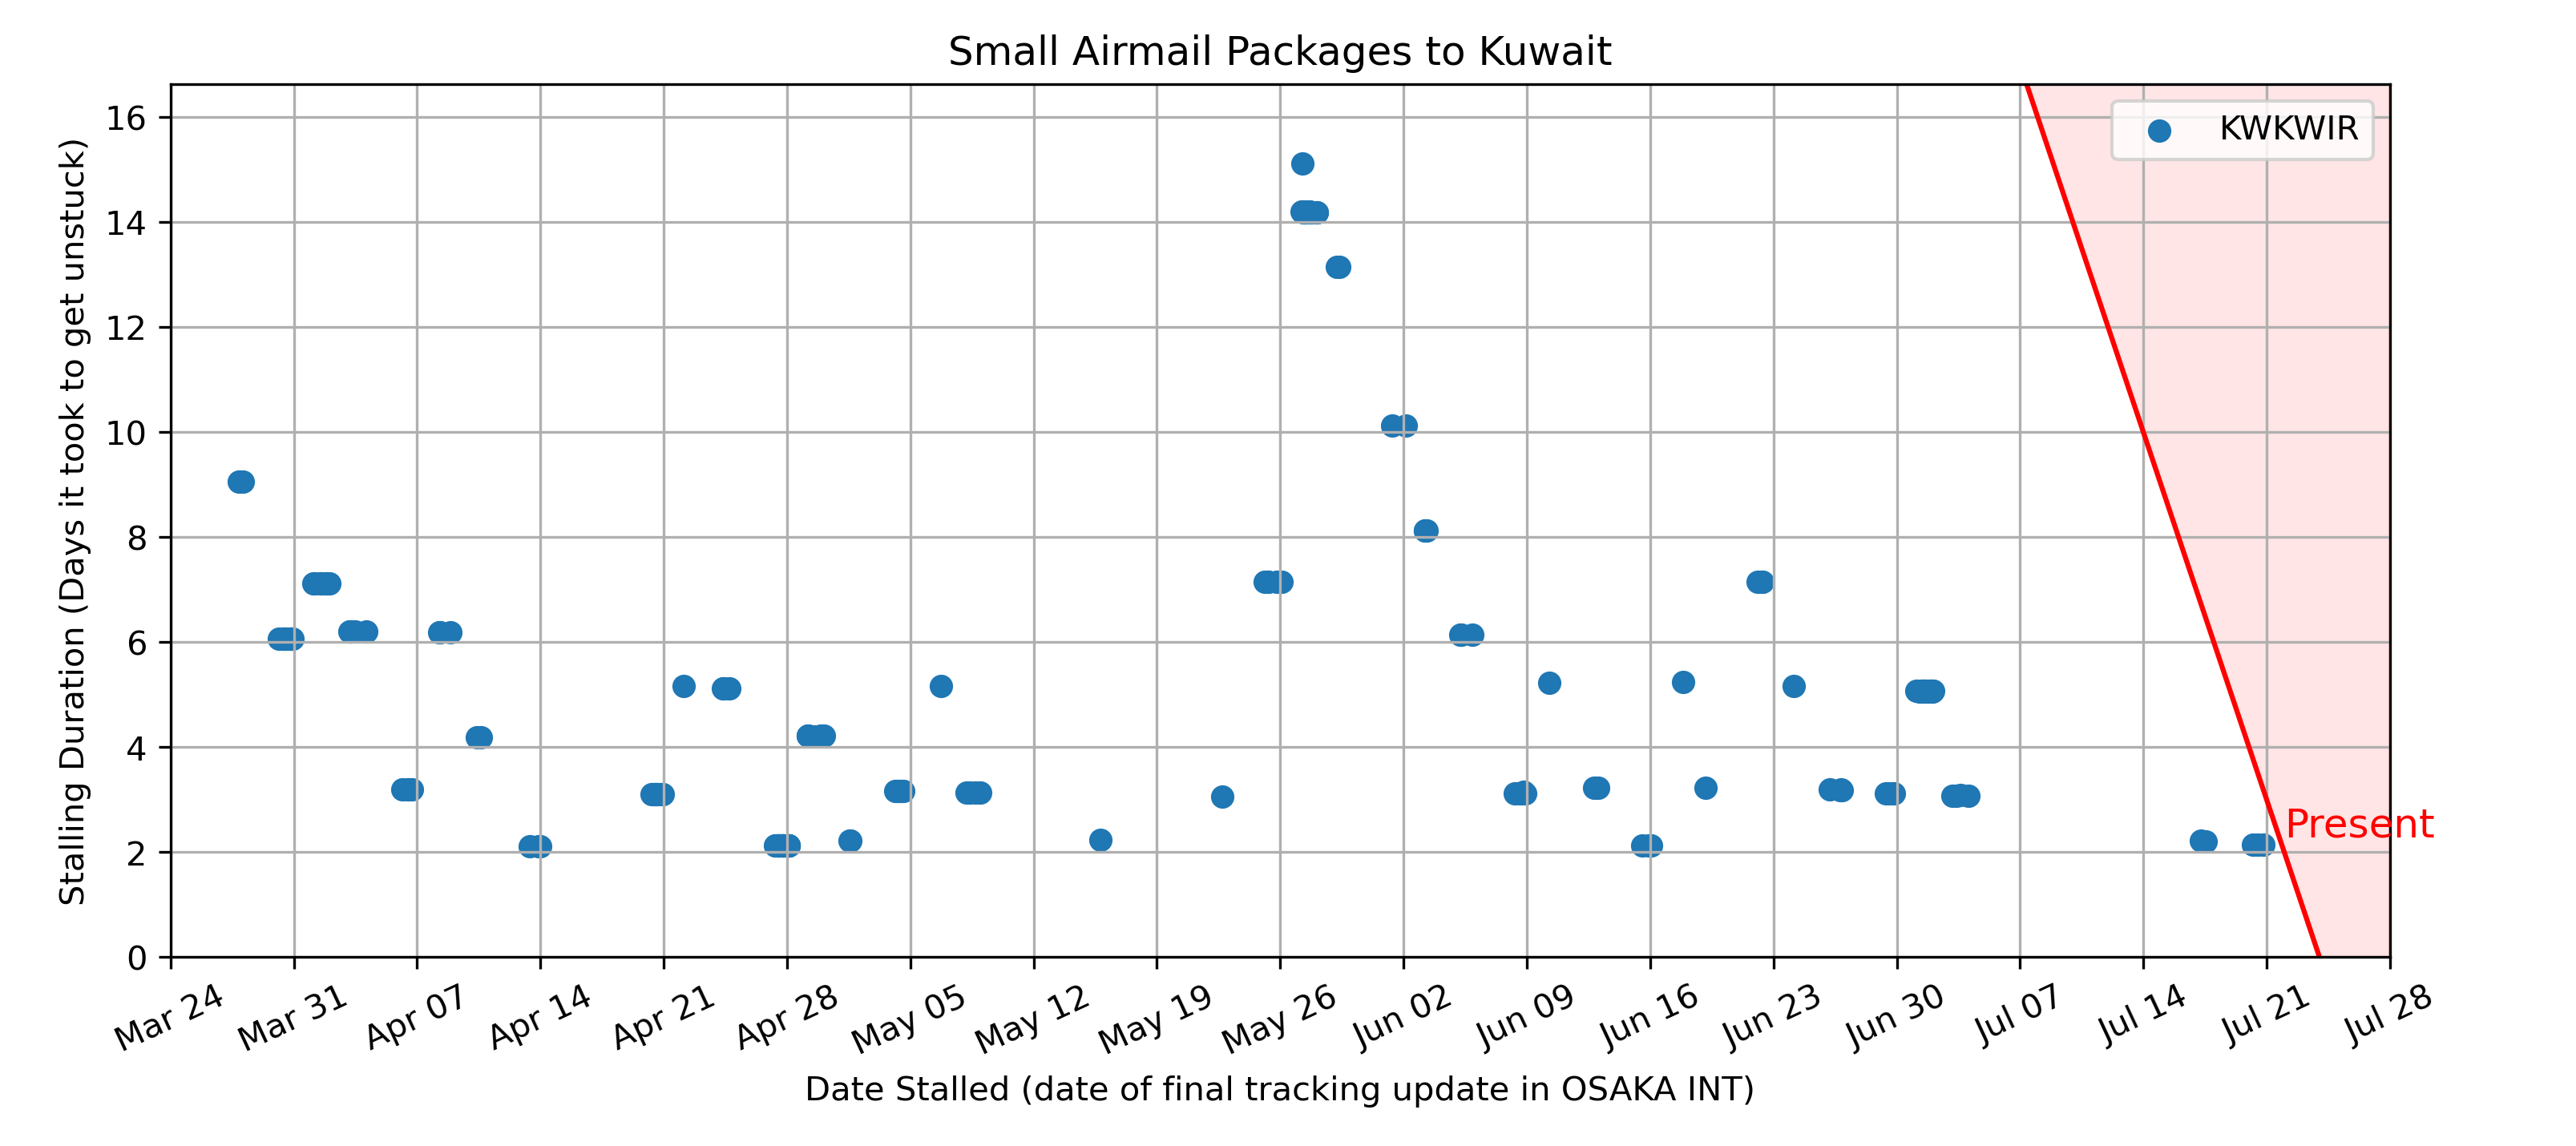 Small Airmail Packages to Kuwait
KWKWIR
Stalling Duration (Days it took to get unstuck)
16
14
12
10
8
6
4
2
0
Present
Mar 24
Mar 31
Apr 07
Apr 14
Apr 21
Apr 28
May 05
May 12
May 19
May 26
Jun 02
Jun 09
Jun 16
Jun 23
Jun 30
Jul 07
Jul 14
Jul 21
Jul 28
Date Stalled (date of final tracking update in OSAKA INT)